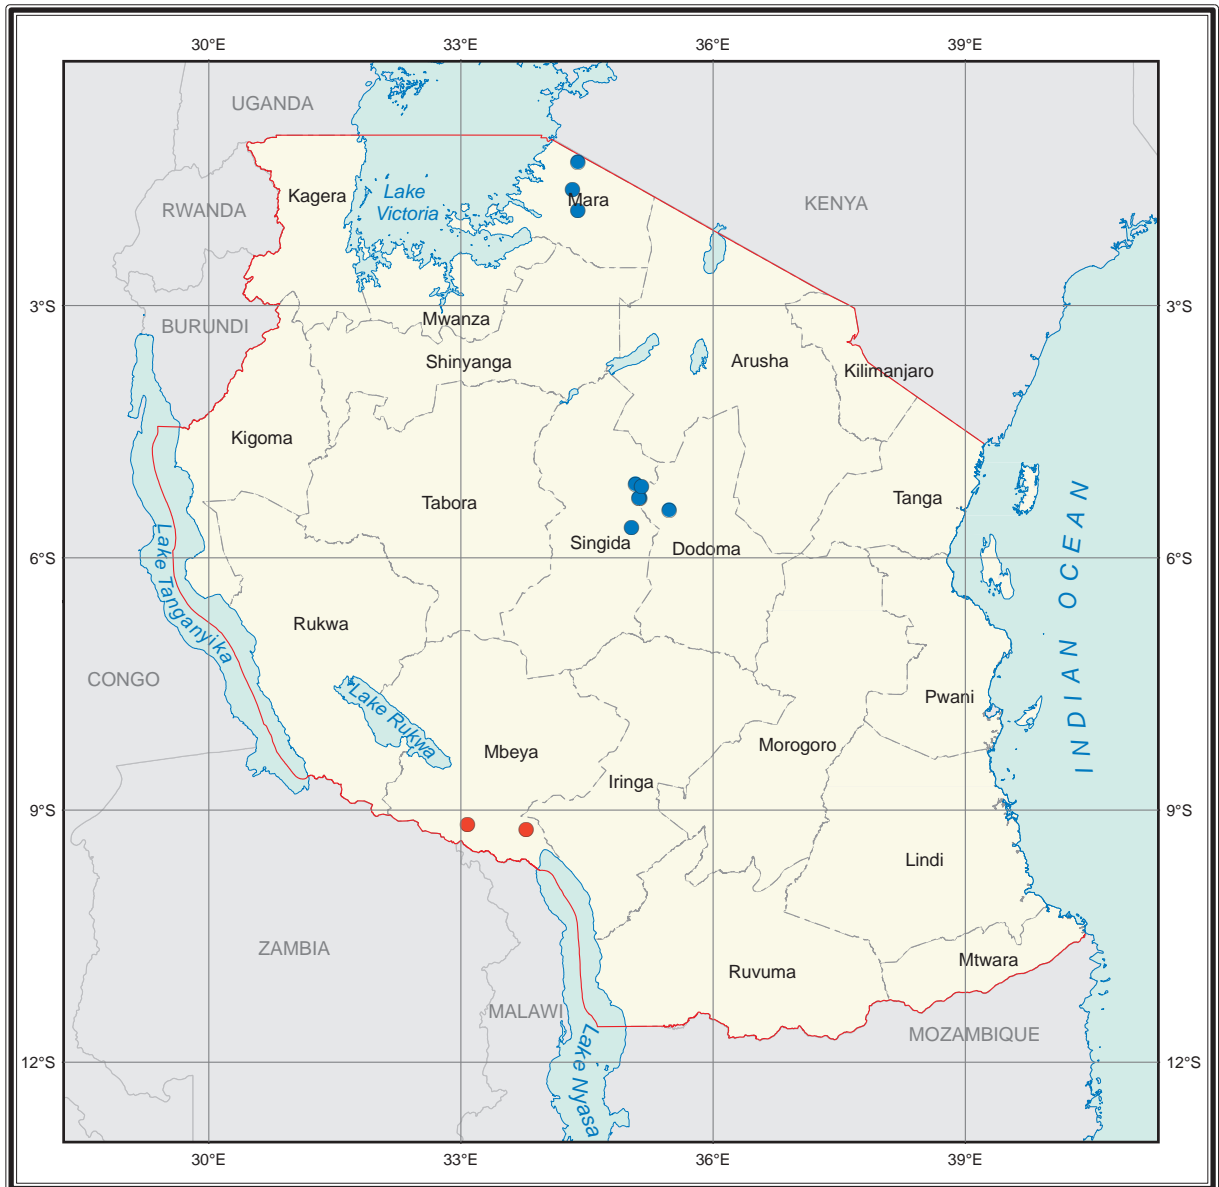 30°E 33°E 36°E 39°E
UGANDA
Kagera
Lake
Victoria
Mara
RWANDA
KENYA
3°S 3°S
BURUNDI
Mwanza
Shinyanga
Arusha
Kilimanjaro
Kigoma
Tabora
Tanga
Singida
Dodoma
INDIAN OCEAN
6°S 6°S
Lake Tanganyika
Rukwa
CONGO
Lake Rukwa
Pwani
Mbeya
Morogoro
Iringa
9°S 9°S
Lindi
ZAMBIA
Mtwara
Ruvuma
MALAWI
MOZAMBIQUE
Lake Nyasa
12°S 12°S
30°E 33°E 36°E 39°E